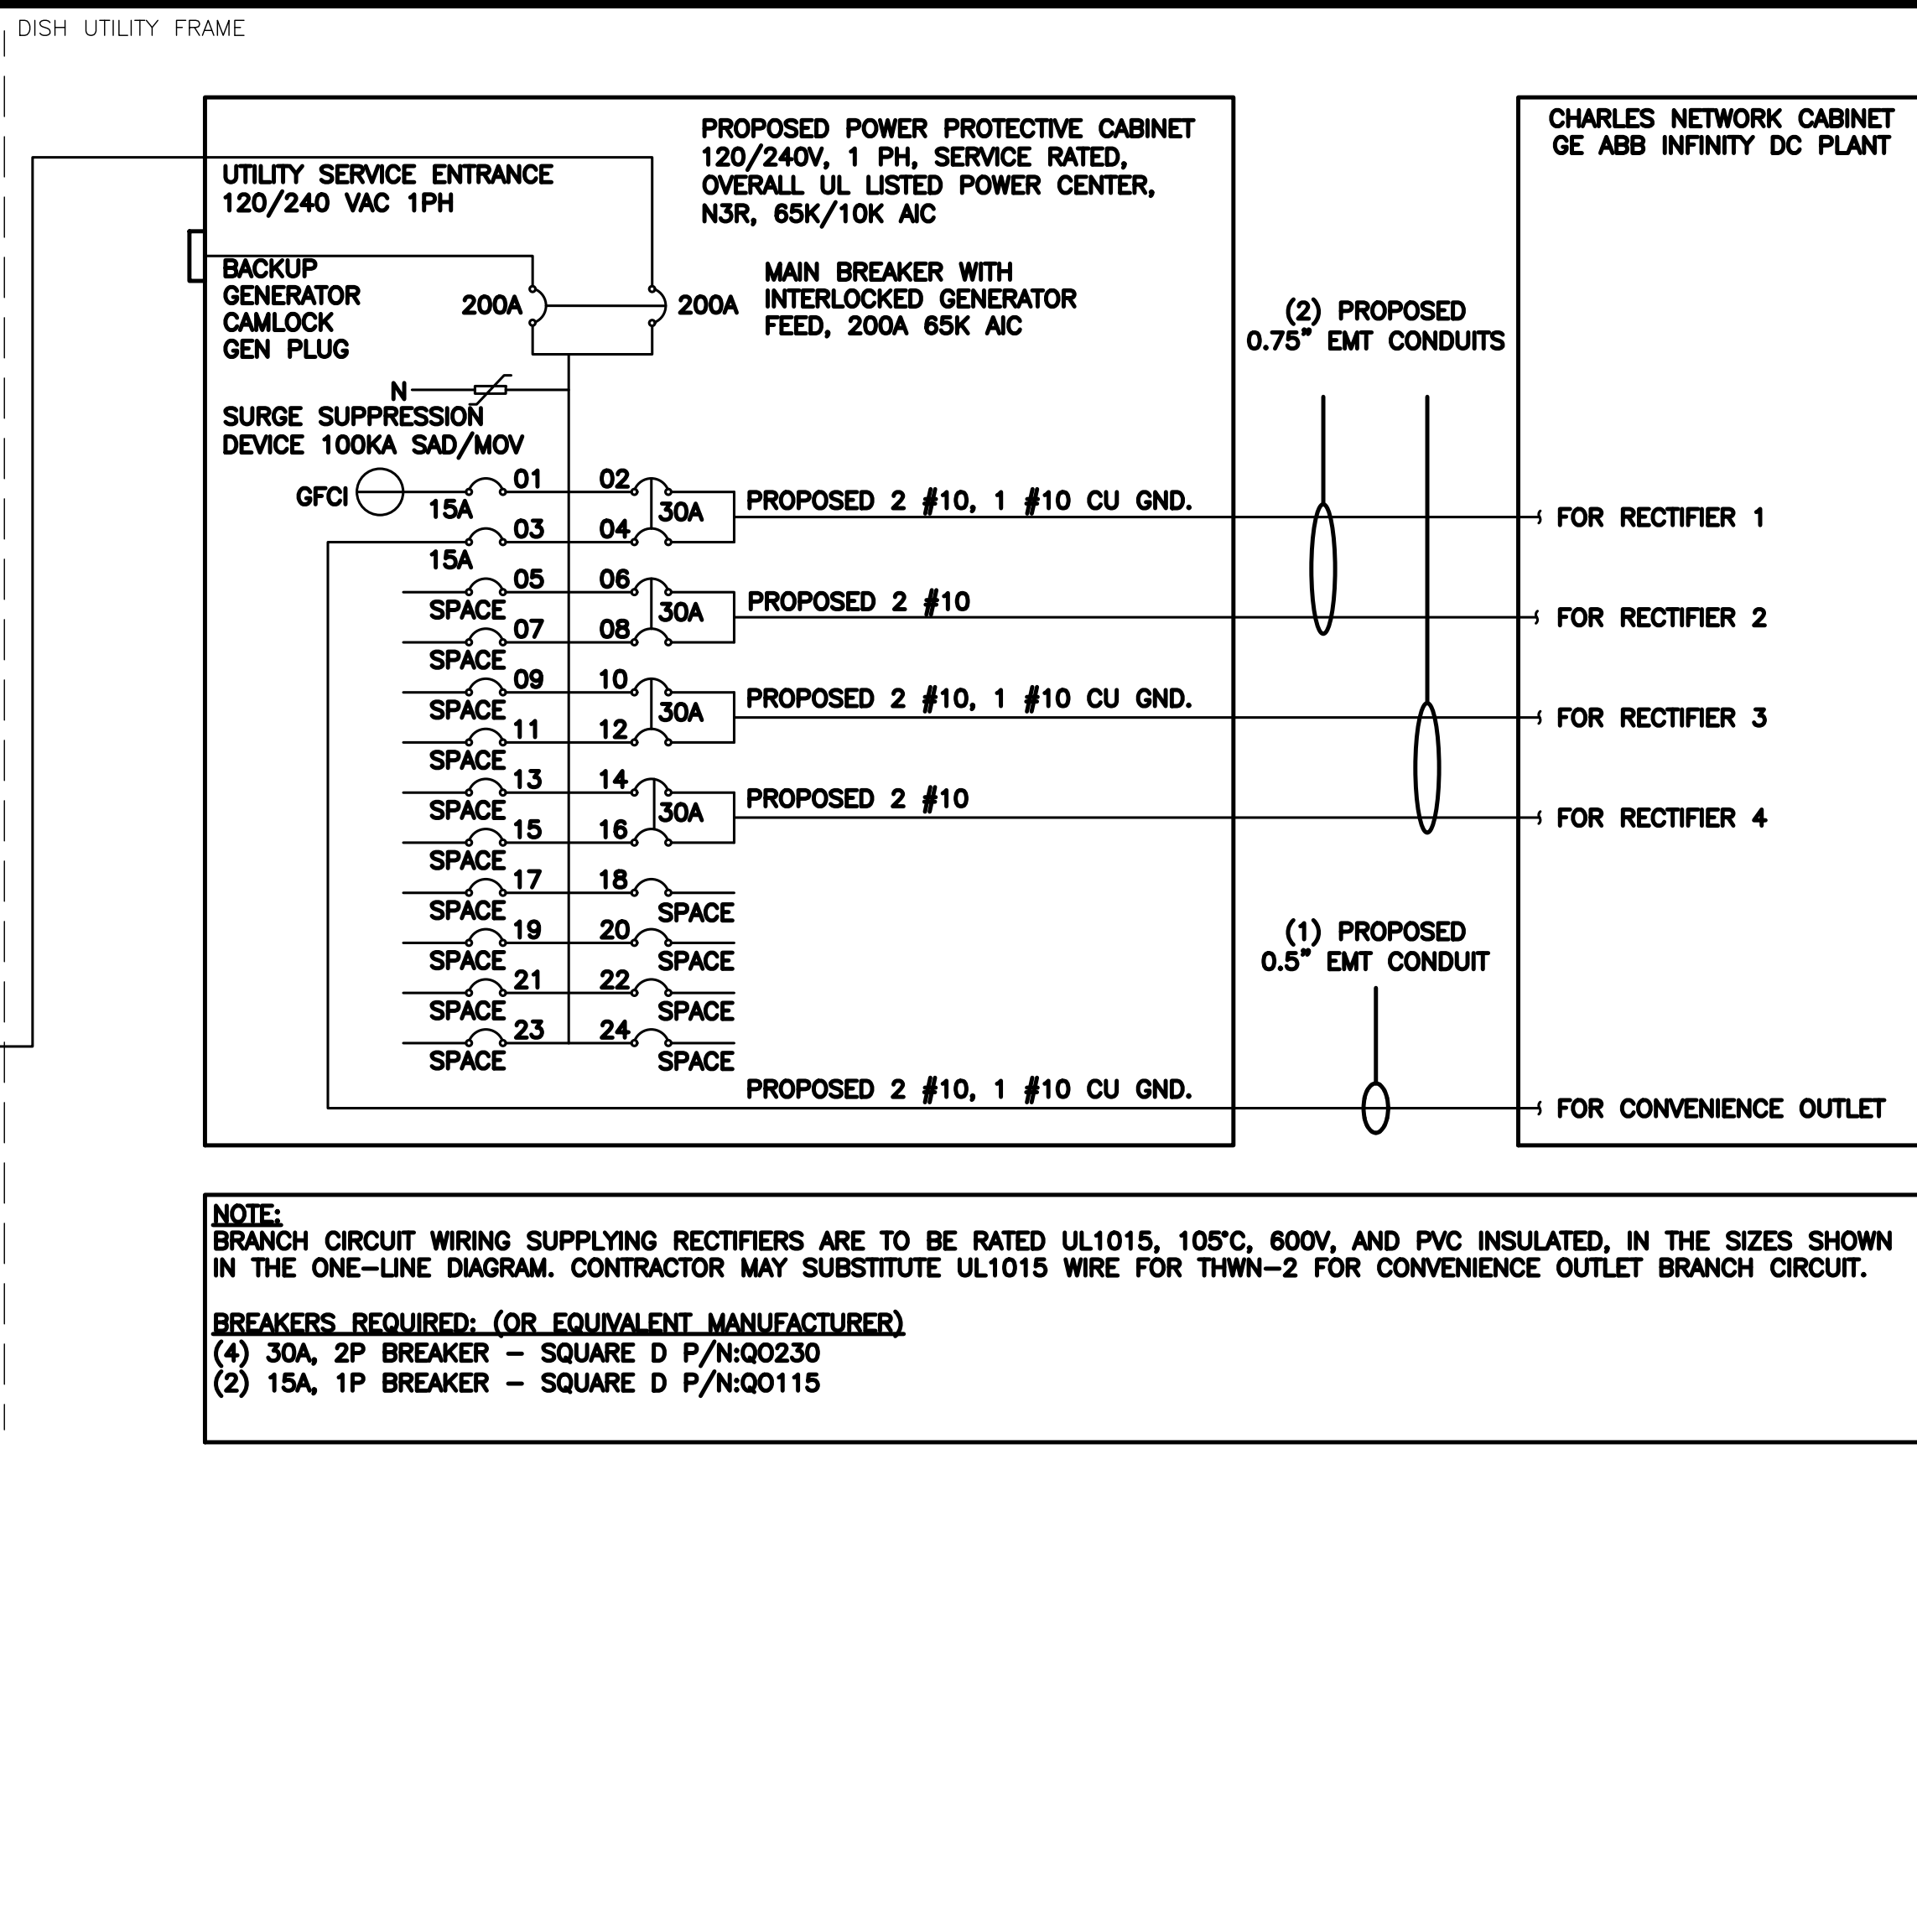 DISH UTILITY FRAME
PROPOSED POWER PROTECTIVE CABINET
120/240V, 1 PH, SERVICE RATED,
OVERALL UL LISTED POWER CENTER,
N3R, 65K/10K AIC
UTILITY SERVICE ENTRANCE
120/240 VAC 1PH
BACKUP
GENERATOR
CAMLOCK
GEN PLUG
200A
200A
MAIN BREAKER WITH
INTERLOCKED GENERATOR
FEED, 200A 65K AIC
N
SURGE SUPPRESSION
DEVICE 100KA SAD/MOV
GFCI
01
15A
03
15A
05
SPACE
07
SPACE
09
SPACE
11
SPACE
13
SPACE
15
SPACE
17
SPACE
19
SPACE
21
SPACE
23
SPACE
02
30A
04
06
30A
08
10
30A
12
14
30A
16
18
SPACE
20
SPACE
22
SPACE
24
SPACE
PROPOSED 2 #10, 1 #10 CU GND.
PROPOSED 2 #10
PROPOSED 2 #10, 1 #10 CU GND.
PROPOSED 2 #10
PROPOSED 2 #10, 1 #10 CU GND.
(2) PROPOSED
0.75" EMT CONDUITS
(1) PROPOSED
0.5" EMT CONDUIT
CHARLES NETWORK CABINET
GE ABB INFINITY DC PLANT
FOR RECTIFIER 1
FOR RECTIFIER 2
FOR RECTIFIER 3
FOR RECTIFIER 4
FOR CONVENIENCE OUTLET
NOTE:
BRANCH CIRCUIT WIRING SUPPLYING RECTIFIERS ARE TO BE RATED UL1015, 105°C, 600V, AND PVC INSULATED, IN THE SIZES SHOWN
IN THE ONE-LINE DIAGRAM. CONTRACTOR MAY SUBSTITUTE UL1015 WIRE FOR THWN-2 FOR CONVENIENCE OUTLET BRANCH CIRCUIT.
BREAKERS REQUIRED: (OR EQUIVALENT MANUFACTURER)
(4) 30A, 2P BREAKER - SQUARE D P/N:QO230
(2) 15A, 1P BREAKER - SQUARE D P/N:QO115